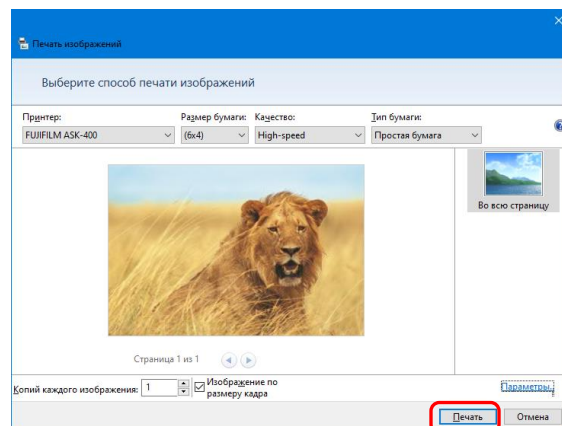 Печать изображений
Выберите способ печати изображений
Принтер: Размер бумаги: Качество: Тип бумаги:
FUJIFILM ASK-400 (6x4) High-speed Простая бумага
Во всю страницу
Страница 1 из 1
Копий каждого изображения: 1 Изображение по
размеру кадра
Параметры...
Печать Отмена